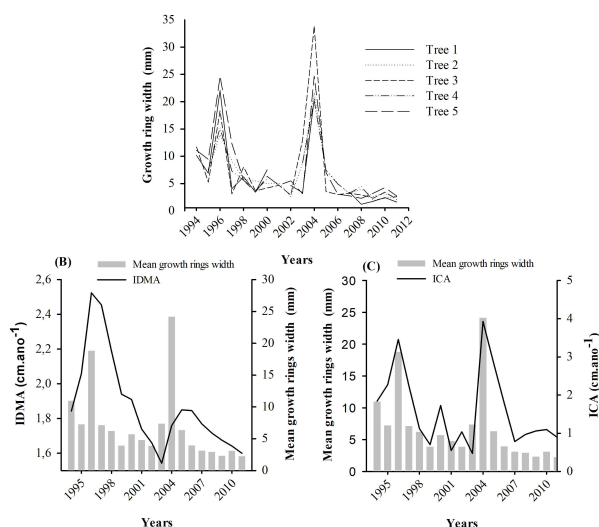 35
30
25
20
15
10
5
0
Growth ring width (mm)
Tree 1
Tree 2
Tree 3
Tree 4
Tree 5
1994
1996
1998
2000
2002
2004
2006
2008
2010
2012
Years
(B)
Mean growth rings width
IDMA
2,6
2,4
2,2
2,0
1,8
1,6
IDMA (cm.ano-1)
30
25
20
15
10
5
0
Mean growth rings width (mm)
1995
1998
2001
2004
2007
2010
Years
(C)
Mean growth rings width
ICA
30
25
20
15
10
5
0
Mean growth rings width (mm)
5
4
3
2
1
0
ICA (cm.ano-1)
1995
1998
2001
2004
2007
2010
Years